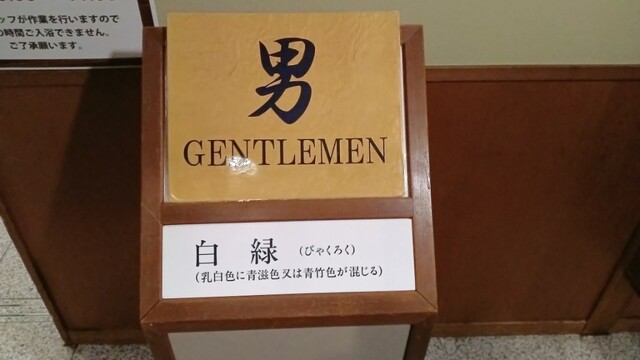 ッフが作業を行いますので
時間ご入浴できません。
ご了承願います。
男
GENTLEMEN
白緑 (びゃくろく)
(乳白色に青滋色又は青竹色が混じる)